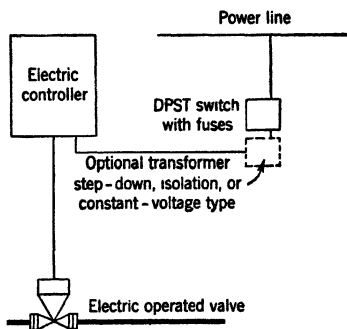 Power line
Electric
controller
DPST switch
with fuses
Optional transformer
step-down, isolation, or
constant-voltage type
Electric operated valve